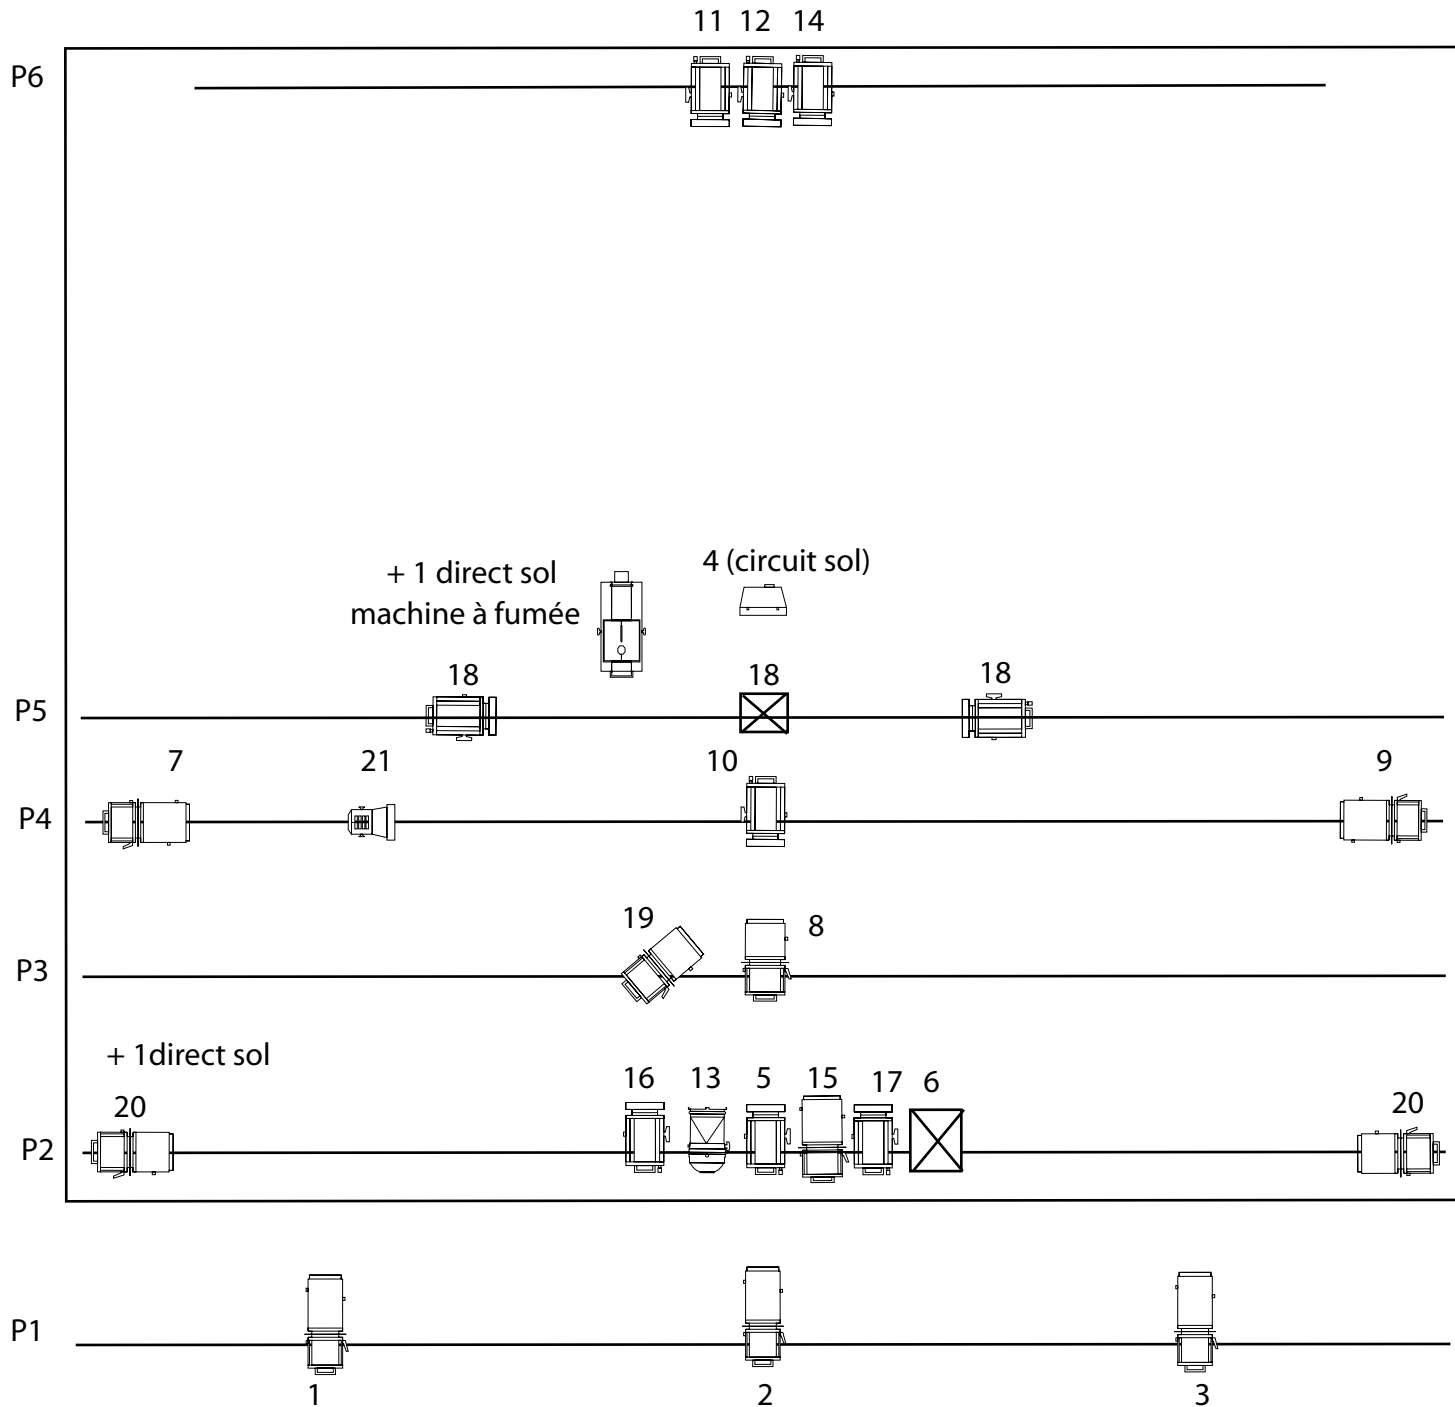 11 12 14
P6
+ 1 direct sol
machine à fumée
4 (circuit sol)
18 18 18
P5
7 21 10 9
P4
19 8
P3
+ 1direct sol
20 16 13 5 15 17 6 20
P2
P1
1 2 3